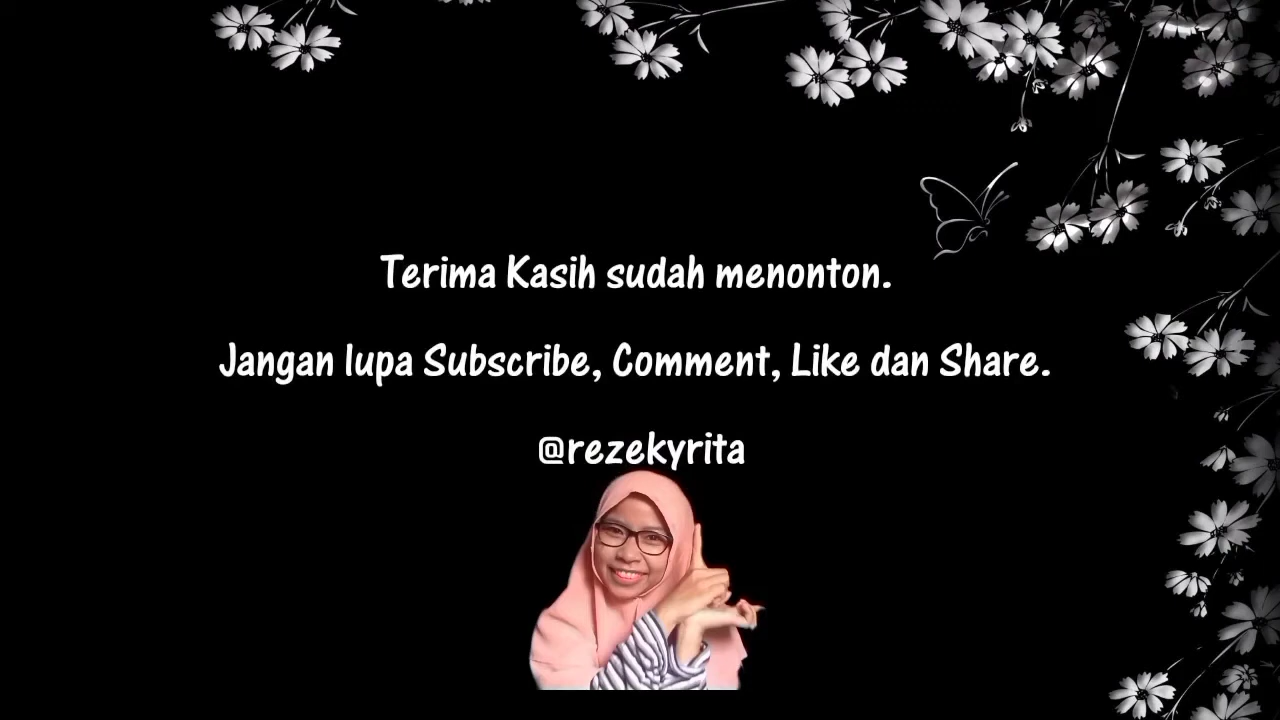 Terima Kasih sudah menonton.
Jangan lupa Subscribe, Comment, Like dan Share.
@rezekyrita